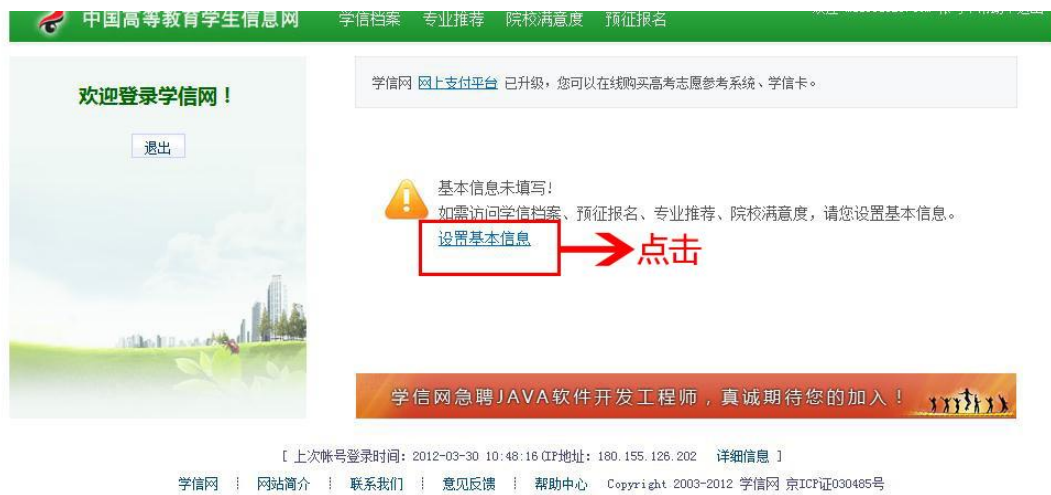 中国高等教育学生信息网 学信档案 专业推荐 院校满意度 预征报名
欢迎登录学信网！
退出
学信网 网上支付平台 已升级，您可以在线购买高考志愿参考系统、学信卡。
基本信息未填写!
如需访问学信档案、预征报名、专业推荐、院校满意度，请您设置基本信息。
设置基本信息
点击
学信网急聘JAVA软件开发工程师，真诚期待您的加入！
[ 上次帐号登录时间: 2012-03-30 10:48:16(IP地址: 180.155.126.202 详细信息 ]
学信网 | 网站简介 | 联系我们 | 意见反馈 | 帮助中心 Copyright 2003-2012 学信网 京ICP证030485号